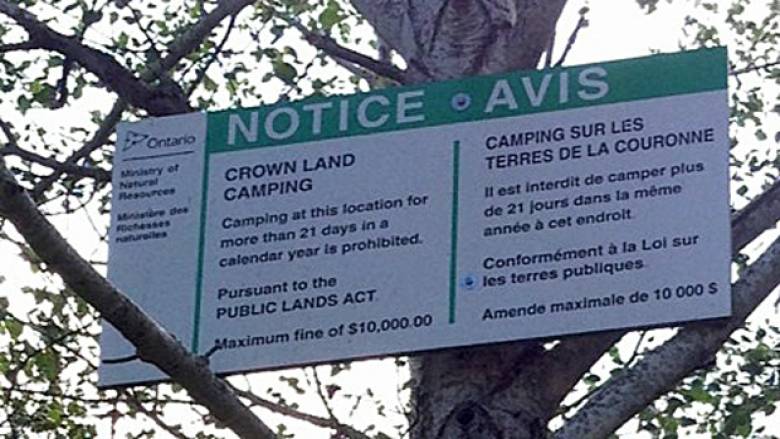 NOTICE • AVIS
Ontario
Ministry of
Natural
Resources
Ministère des
Richesses
naturelles
CROWN LAND
CAMPING
Camping at this location for
more than 21 days in a
calendar year is prohibited.
Pursuant to the
PUBLIC LANDS ACT
Maximum fine of $10,000.00
CAMPING SUR LES
TERRES DE LA COURONNE
Il est interdit de camper plus
de 21 jours dans la même
année à cet endroit.
Conformément à la Loi sur
les terres publiques.
Amende maximale de 10 000 $